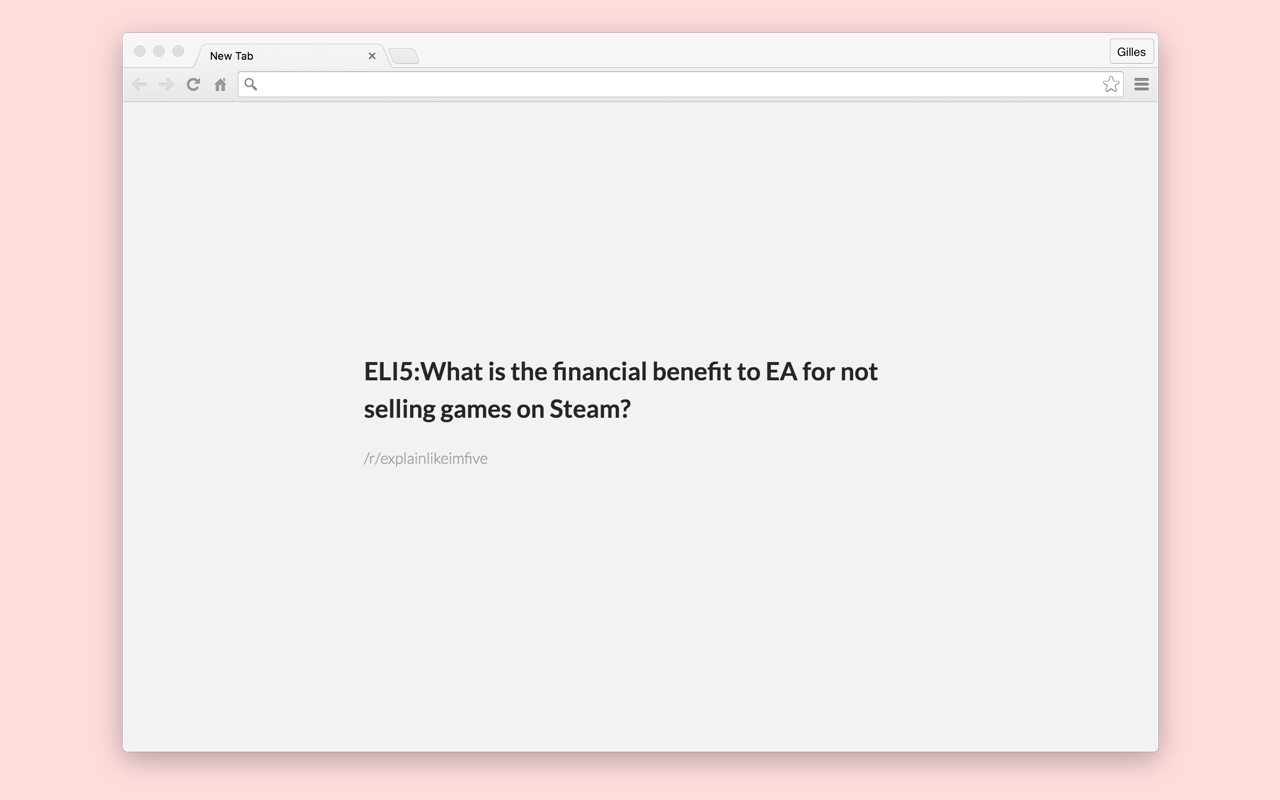 New Tab
Gilles
ELI5:What is the financial benefit to EA for not
selling games on Steam?
/r/explainlikeimfive